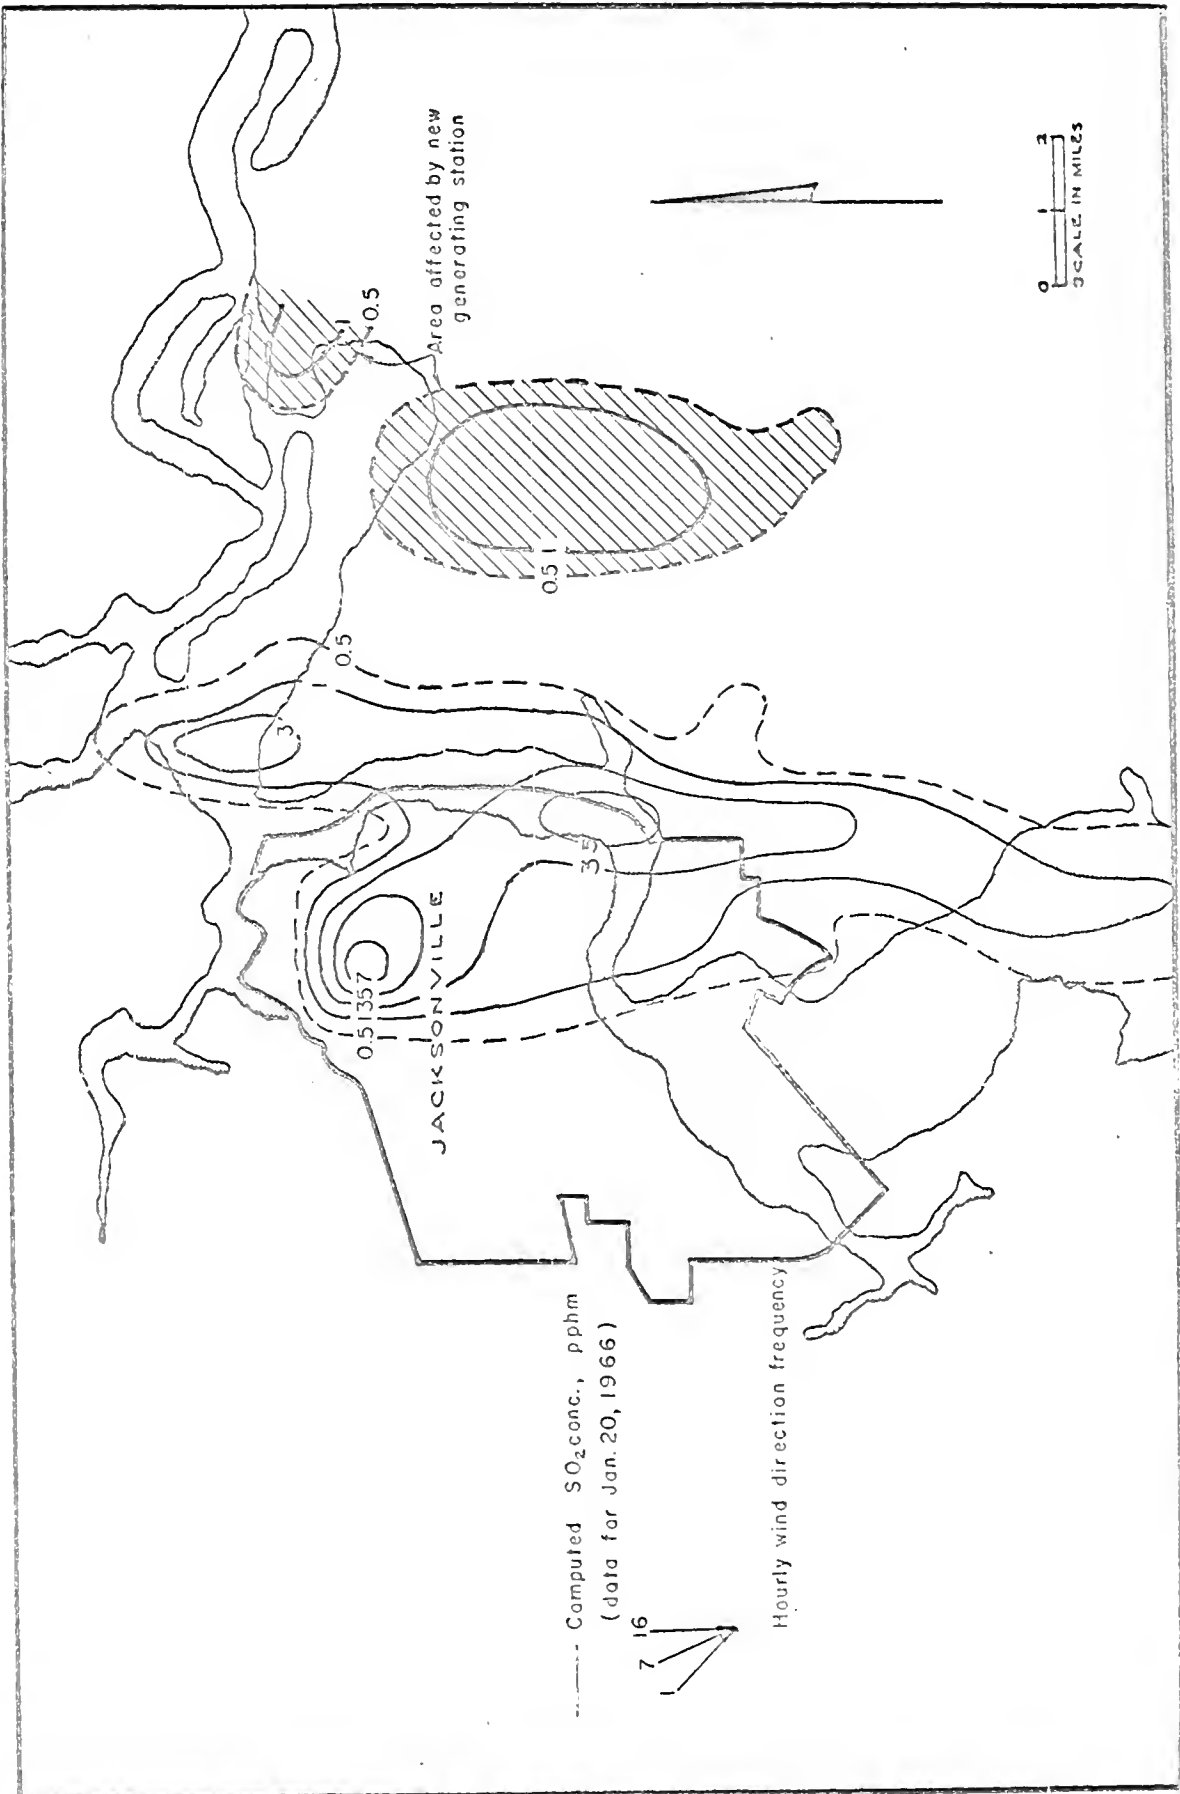 Area affected by new
generating station
0
1
2
SCALE IN MILES
1
0.5
0.5 1
0.5
3
3 5
0.5 1 3 5 7
JACKSONVILLE
Computed SO₂ conc., pphm
(data for Jan. 20, 1966)
16
7
1
Hourly wind direction frequency